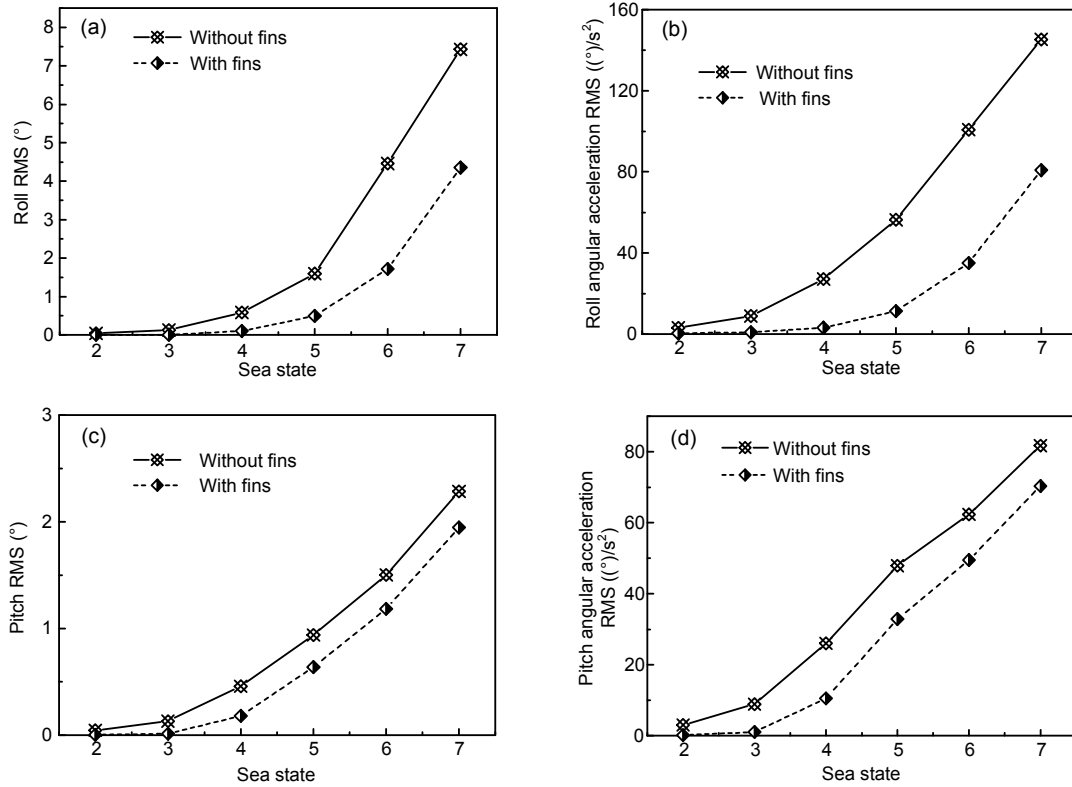 (a)
Without fins
With fins
Roll RMS (°)
8
7
6
5
4
3
2
1
0
2 3 4 5 6 7
Sea state
(b)
Without fins
With fins
Roll angular acceleration RMS ((°)/s²)
160
120
80
40
0
2 3 4 5 6 7
Sea state
(c)
Without fins
With fins
Pitch RMS (°)
3
2
1
0
2 3 4 5 6 7
Sea state
(d)
Without fins
With fins
Pitch angular acceleration
RMS ((°)/s²)
80
60
40
20
0
2 3 4 5 6 7
Sea state